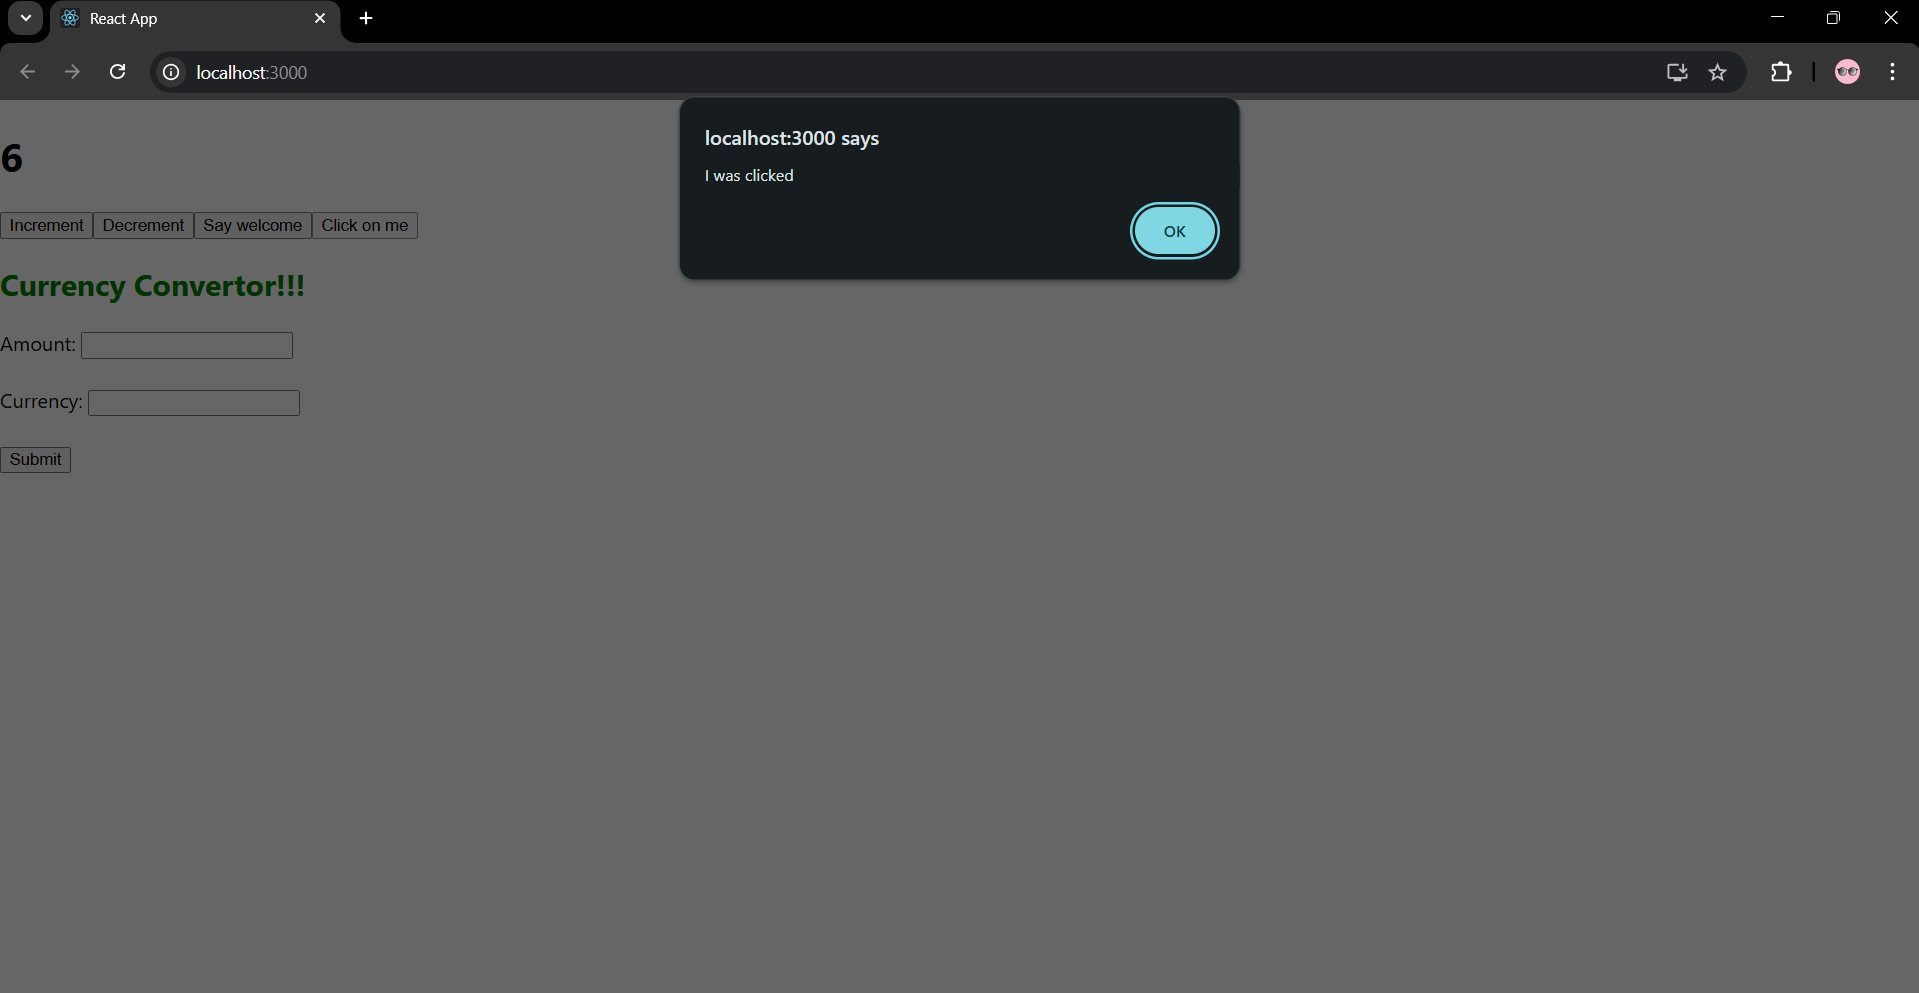 React App
localhost:3000
localhost:3000 says
I was clicked
OK
6
Increment Decrement Say welcome Click on me
Currency Convertor!!!
Amount:
Currency:
Submit